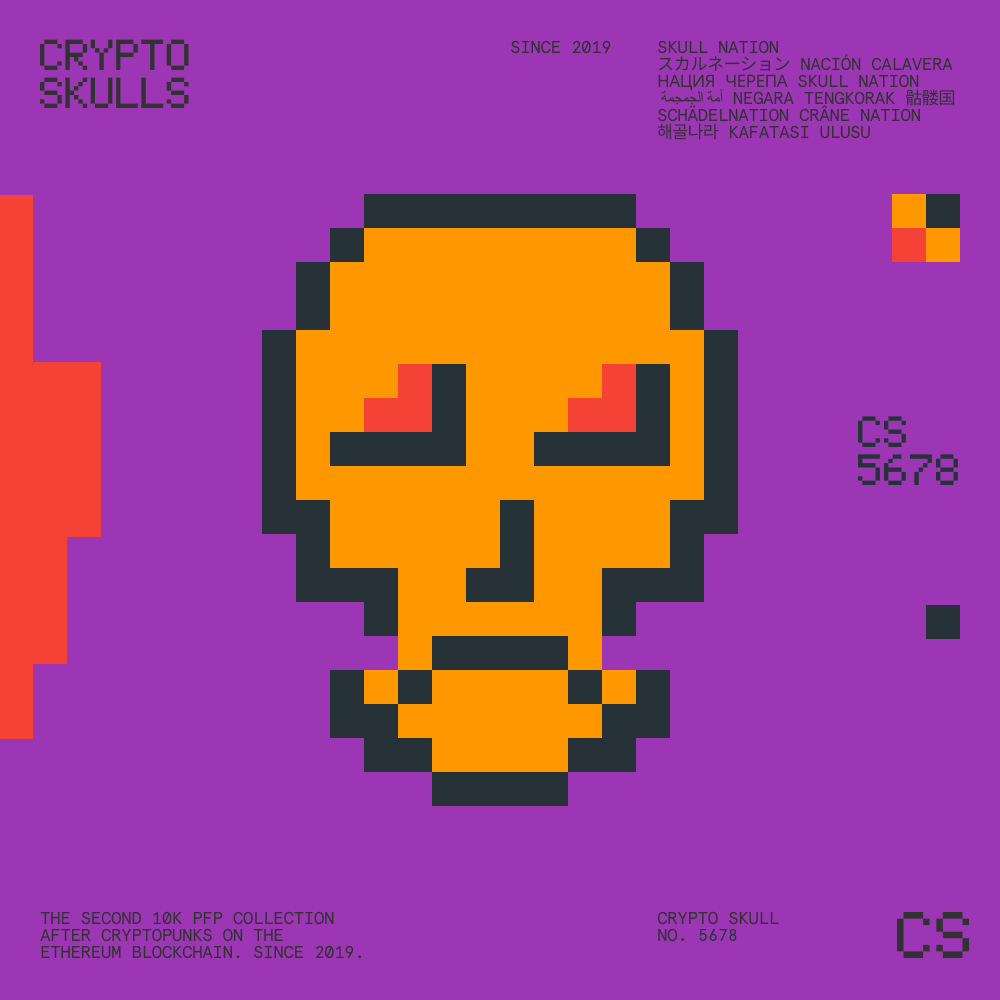 CRYPTO
SKULLS
SINCE 2019
SKULL NATION
スカルネーション NACIÓN CALAVERA
НАЦИЯ ЧЕРЕПА SKULL NATION
أمة الجمجمة NEGARA TENGKORAK 骷髅国
SCHÄDELNATION CRÂNE NATION
해골나라 KAFATASI ULUSU
CS
5678
THE SECOND 10K PFP COLLECTION
AFTER CRYPTOPUNKS ON THE
ETHEREUM BLOCKCHAIN. SINCE 2019.
CRYPTO SKULL
NO. 5678
CS